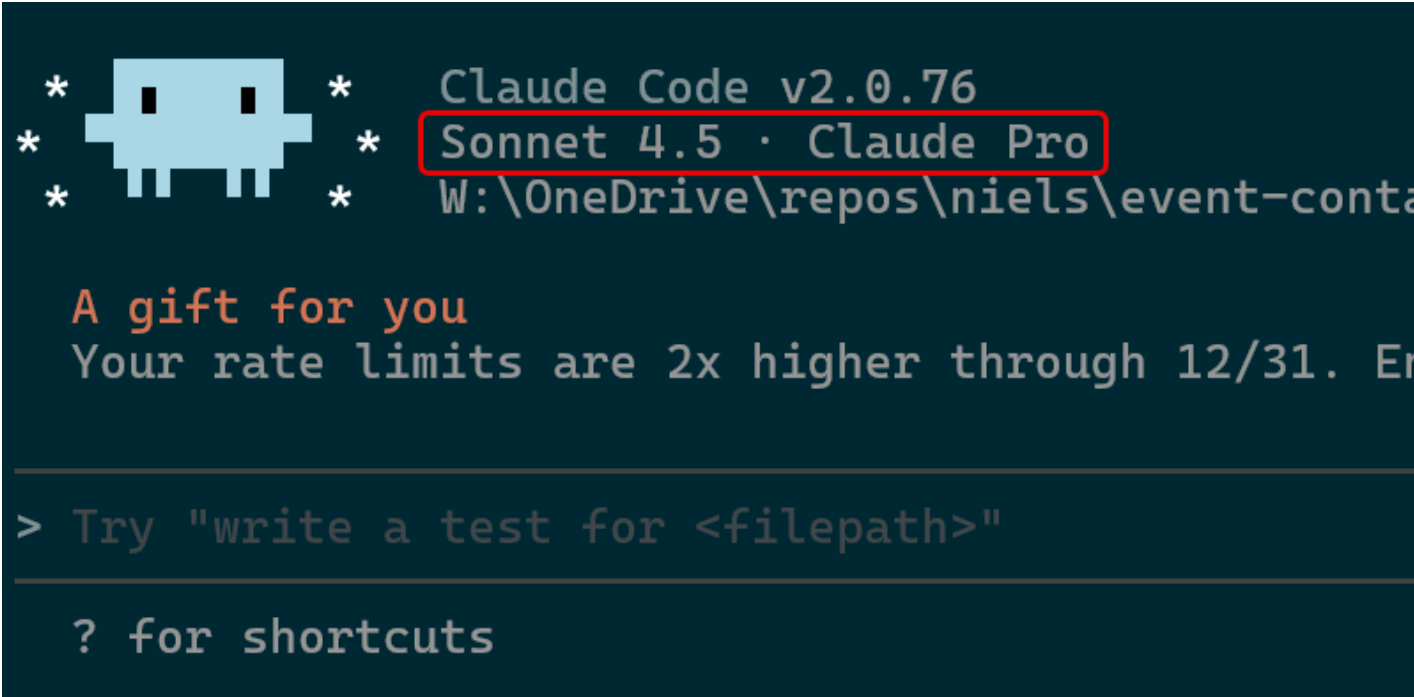 Claude Code v2.0.76
Sonnet 4.5 · Claude Pro
W:\OneDrive\repos\niels\event-conta
A gift for you
Your rate limits are 2x higher through 12/31. En
> Try "write a test for <filepath>"
? for shortcuts